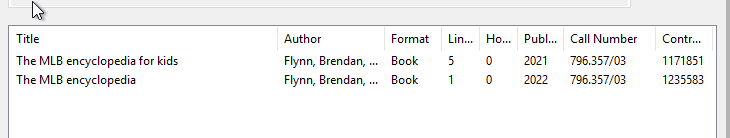 Title Author Format Lin... Ho... Publ... Call Number Contr...
The MLB encyclopedia for kids Flynn, Brendan, ... Book 5 0 2021 796.357/03 1171851
The MLB encyclopedia Flynn, Brendan, ... Book 1 0 2022 796.357/03 1235583